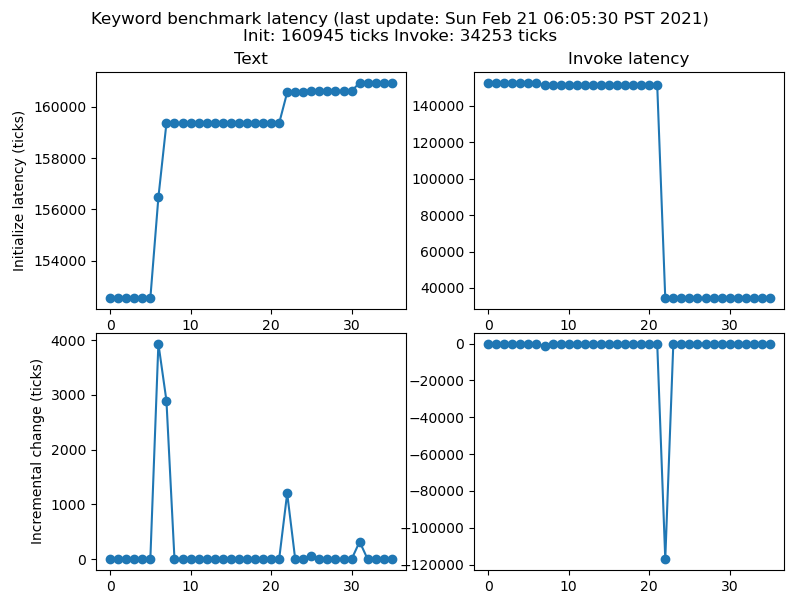 Keyword benchmark latency (last update: Sun Feb 21 06:05:30 PST 2021)
Init: 160945 ticks Invoke: 34253 ticks
Text
Invoke latency
Initialize latency (ticks)
160000
158000
156000
154000
0 10 20 30
140000
120000
100000
80000
60000
40000
0 10 20 30
Incremental change (ticks)
4000
3000
2000
1000
0
0 10 20 30
0
−20000
−40000
−60000
−80000
−100000
−120000
0 10 20 30